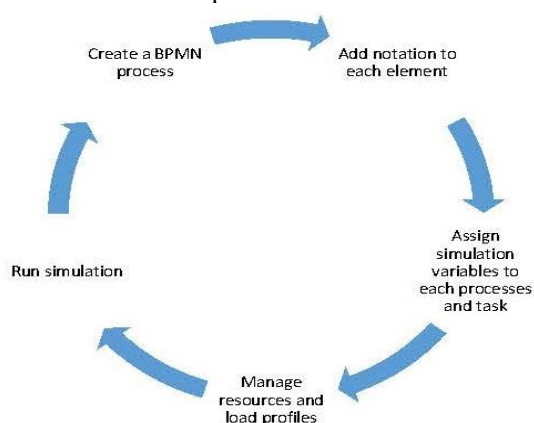 Create a BPMN
process
Add notation to
each element
Assign
simulation
variables to
each processes
and task
Manage
resources and
load profiles
Run simulation